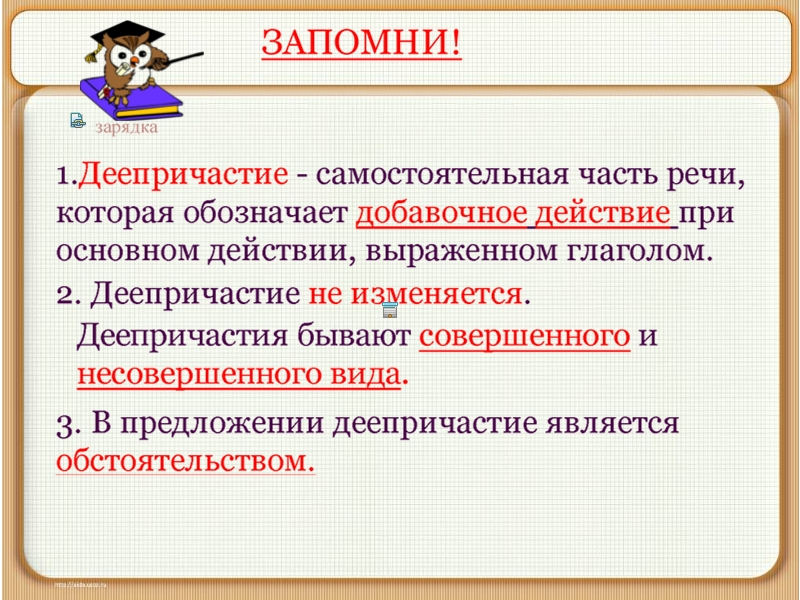 ЗАПОМНИ!
зарядка
1.Деепричастие - самостоятельная часть речи,
которая обозначает добавочное действие при
основном действии, выраженном глаголом.
2. Деепричастие не изменяется.
Деепричастия бывают совершенного и
несовершенного вида.
3. В предложении деепричастие является
обстоятельством.